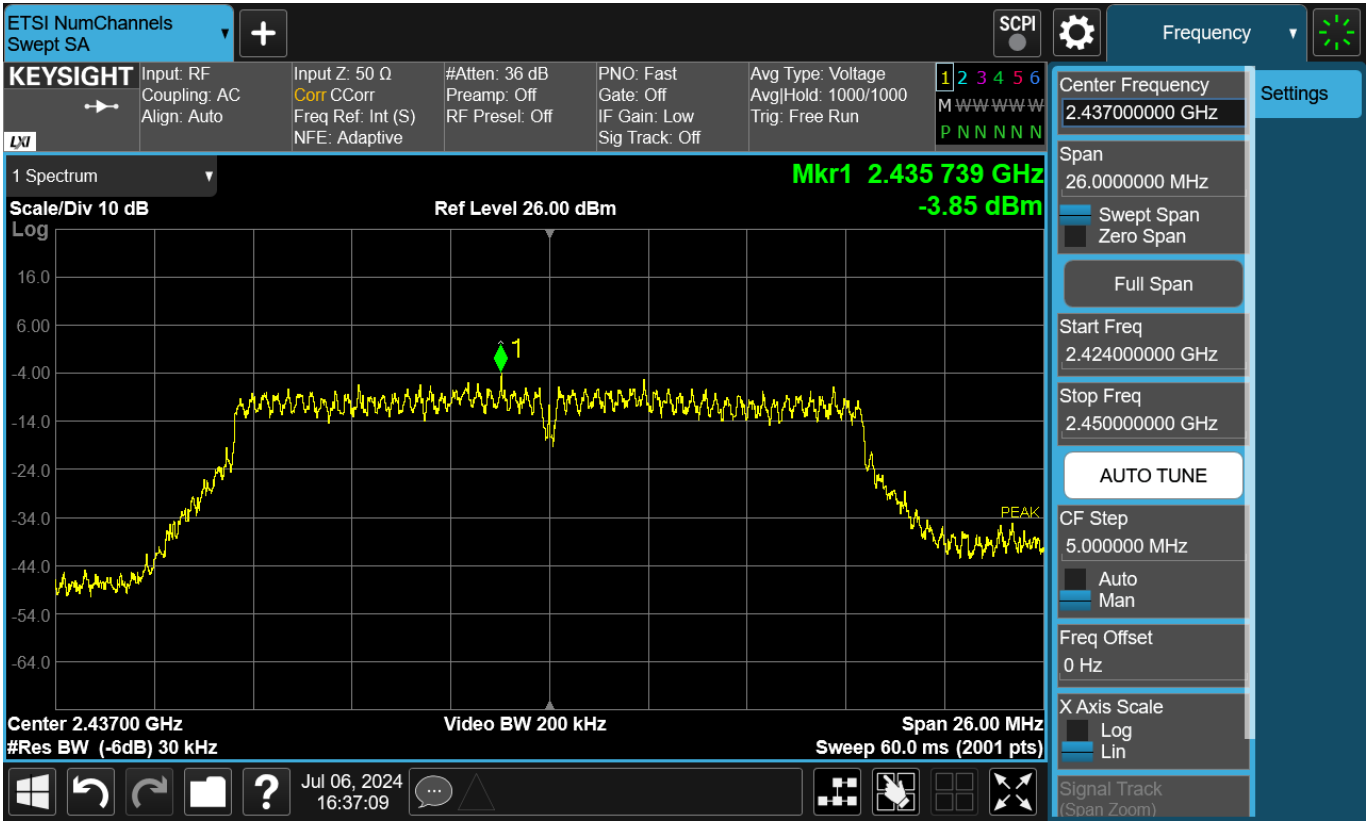 ETSI NumChannels
Swept SA
SCPI
Frequency
KEYSIGHT
LXI
Input: RF
Coupling: AC
Align: Auto
Input Z: 50 Ω
Corr CCorr
Freq Ref: Int (S)
NFE: Adaptive
#Atten: 36 dB
Preamp: Off
RF Presel: Off
PNO: Fast
Gate: Off
IF Gain: Low
Sig Track: Off
Avg Type: Voltage
Avg|Hold: 1000/1000
Trig: Free Run
1 2 3 4 5 6
M W W W W W
P N N N N N
1 Spectrum
Mkr1 2.435 739 GHz
-3.85 dBm
Scale/Div 10 dB
Ref Level 26.00 dBm
Log
16.0
6.00
-4.00
-14.0
-24.0
-34.0
-44.0
-54.0
-64.0
1
PEAK
Center 2.43700 GHz
Video BW 200 kHz
Span 26.00 MHz
#Res BW (-6dB) 30 kHz
Sweep 60.0 ms (2001 pts)
Center Frequency
2.437000000 GHz
Settings
Span
26.0000000 MHz
Swept Span
Zero Span
Full Span
Start Freq
2.424000000 GHz
Stop Freq
2.450000000 GHz
AUTO TUNE
CF Step
5.000000 MHz
Auto
Man
Freq Offset
0 Hz
X Axis Scale
Log
Lin
Signal Track
(Span Zoom)
?
Jul 06, 2024
16:37:09